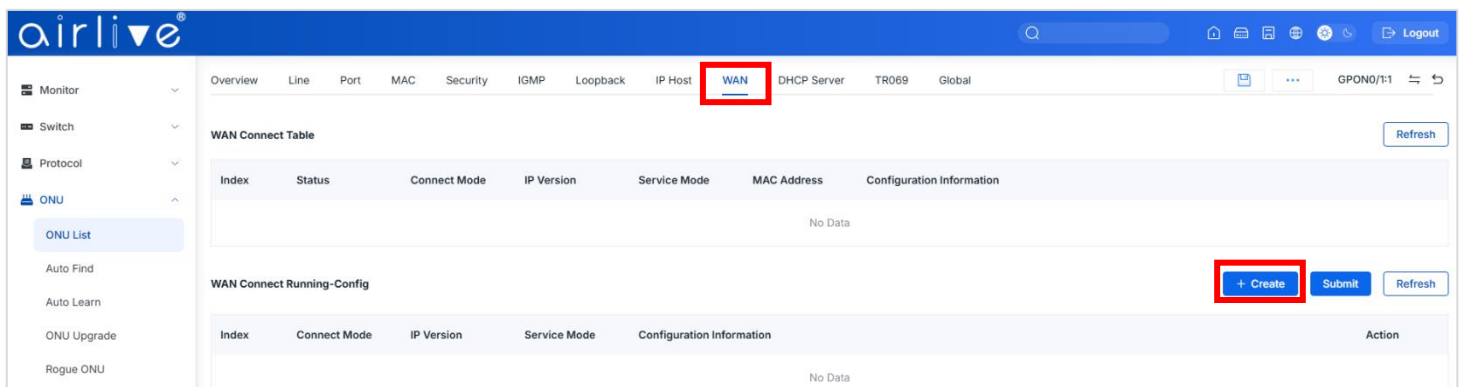 airlive®
Logout
Overview Line Port MAC Security IGMP Loopback IP Host WAN DHCP Server TR069 Global
GPON0/1:1
Monitor
Switch
Protocol
ONU
ONU List
Auto Find
Auto Learn
ONU Upgrade
Rogue ONU
WAN Connect Table
Refresh
Index Status Connect Mode IP Version Service Mode MAC Address Configuration Information
No Data
WAN Connect Running-Config
+ Create Submit Refresh
Index Connect Mode IP Version Service Mode Configuration Information Action
No Data